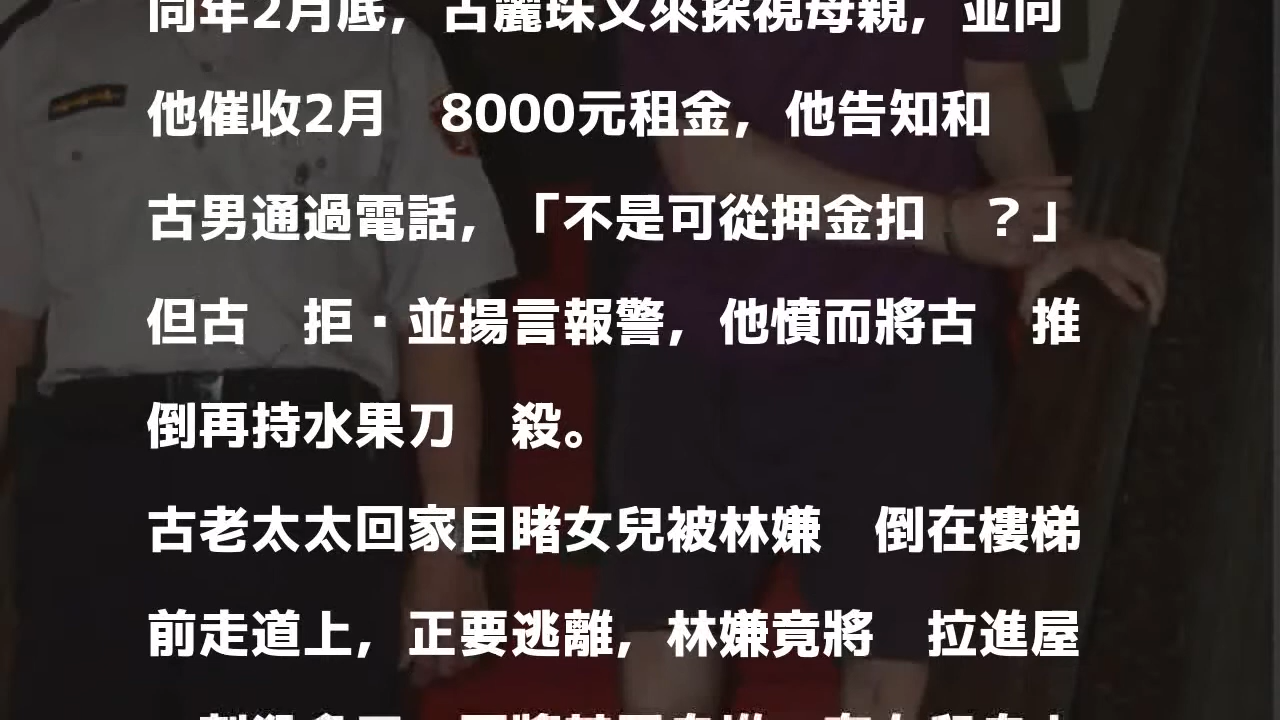 同年2月底，古麗珠又來探視母親，並向
他催收2月　8000元租金，他告知和
古男通過電話，「不是可從押金扣　？」
但古　拒·並揚言報警，他憤而將古　推
倒再持水果刀　殺。
古老太太回家目睹女兒被林嫌　倒在樓梯
前走道上，正要逃離，林嫌竟將　拉進屋